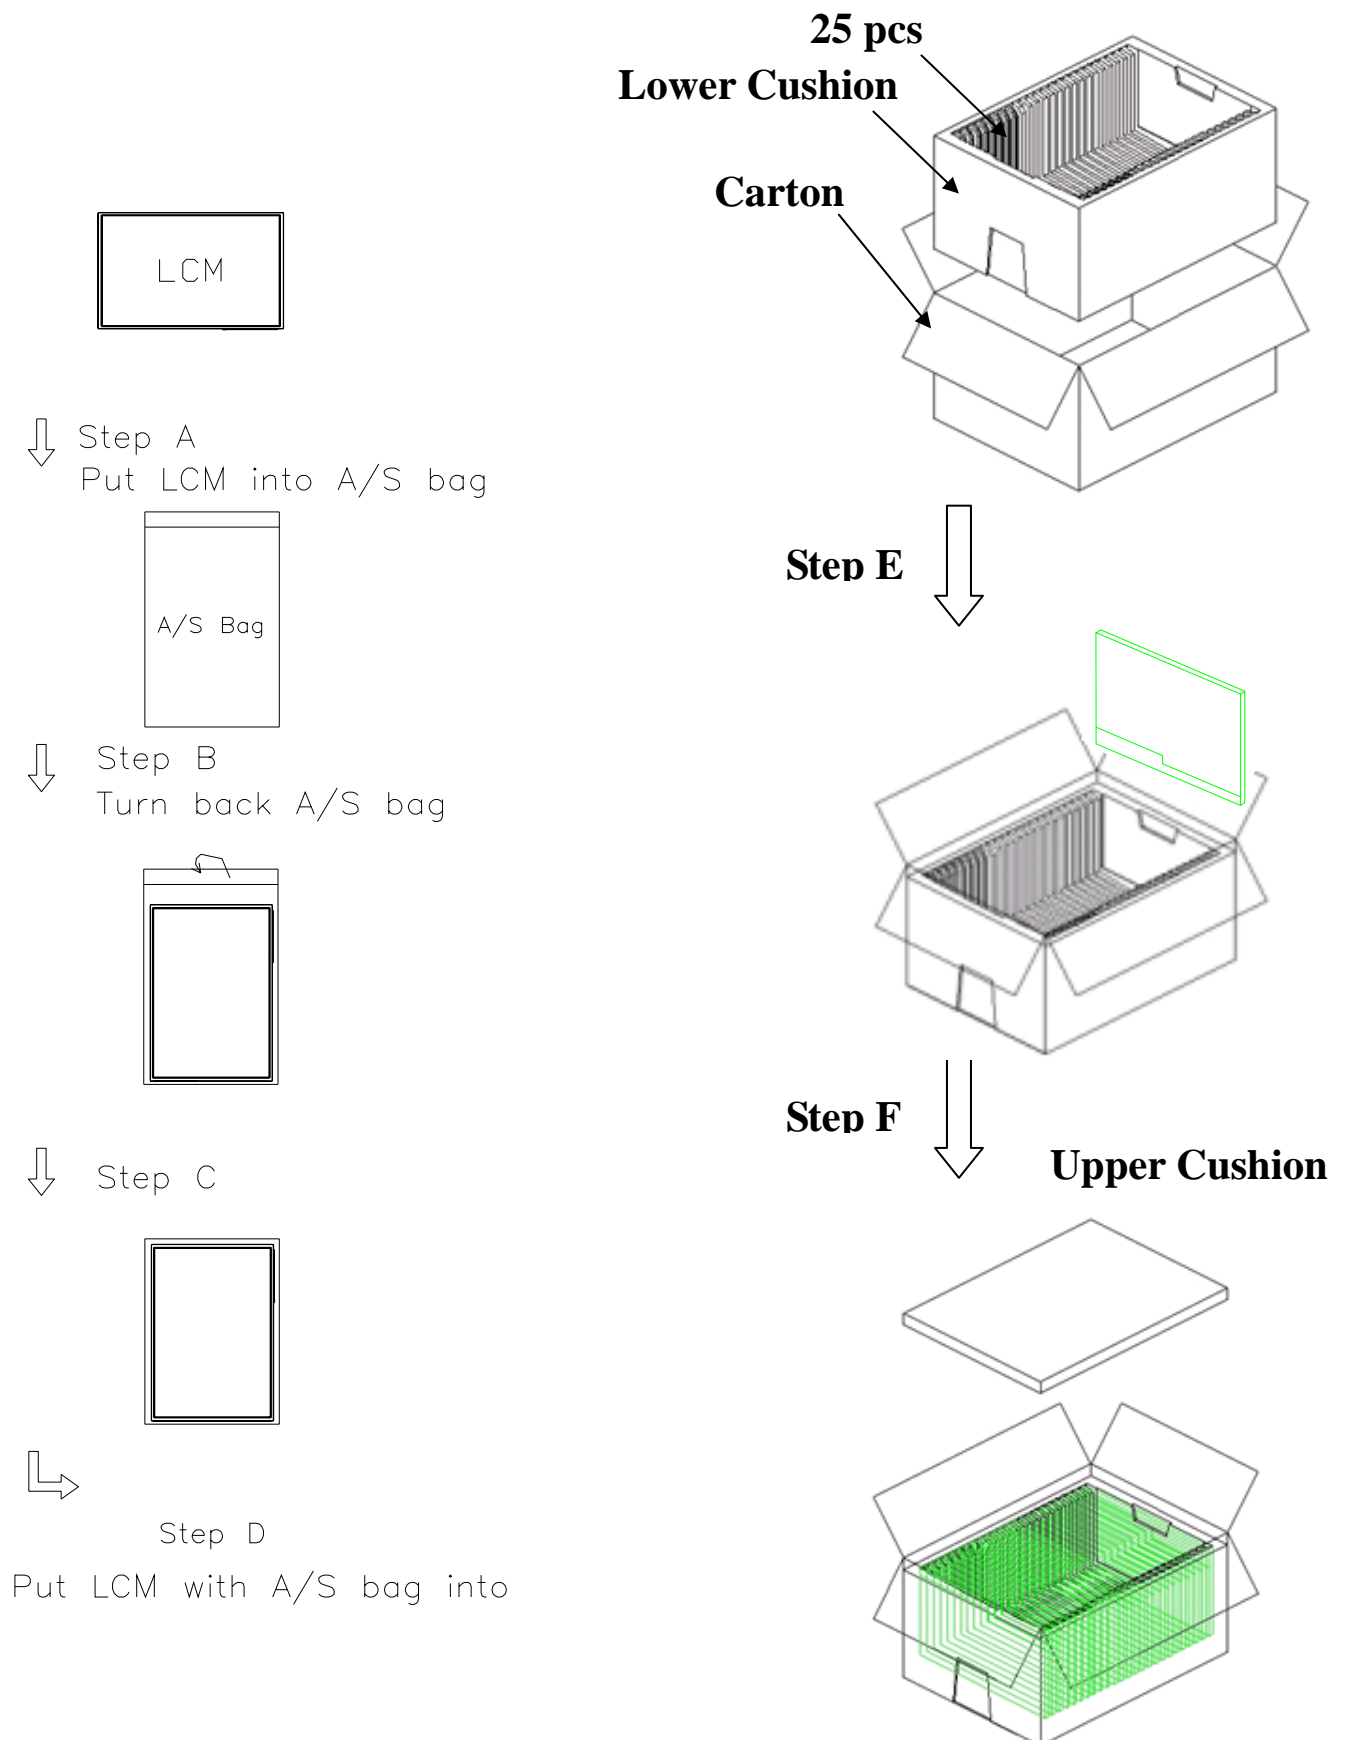 LCM
Step A
Put LCM into A/S bag
A/S Bag
Step B
Turn back A/S bag
Step C
Step D
Put LCM with A/S bag into
25 pcs
Lower Cushion
Carton
Step E
Step F
Upper Cushion